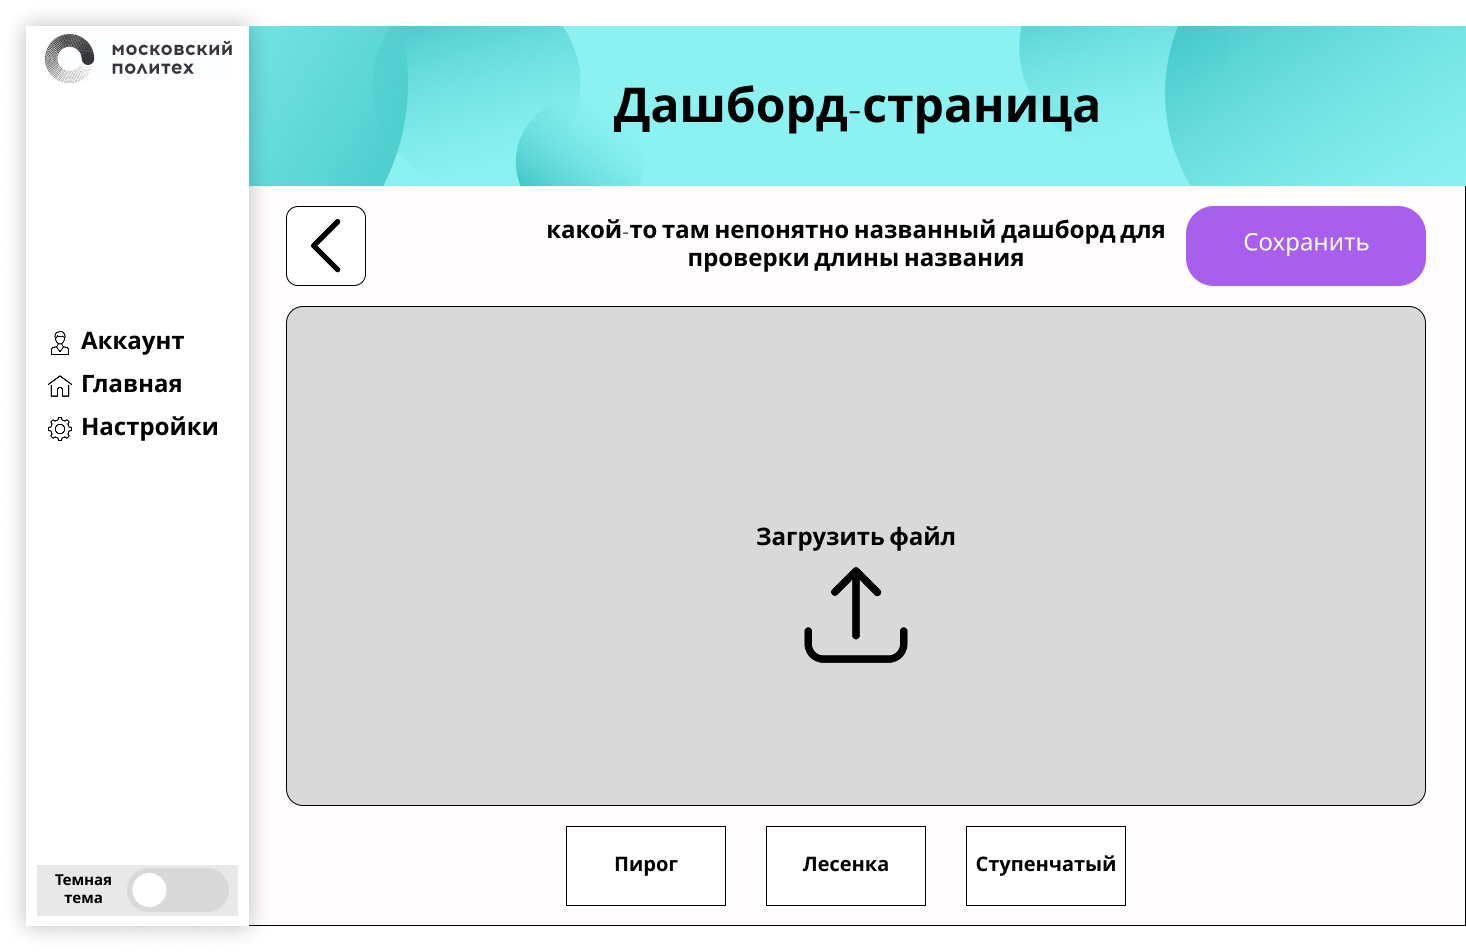 московский
политех
Дашборд-страница
какой-то там непонятно названный дашборд для
проверки длины названия
Сохранить
Аккаунт
Главная
Настройки
Загрузить файл
Пирог
Лесенка
Ступенчатый
Темная
тема